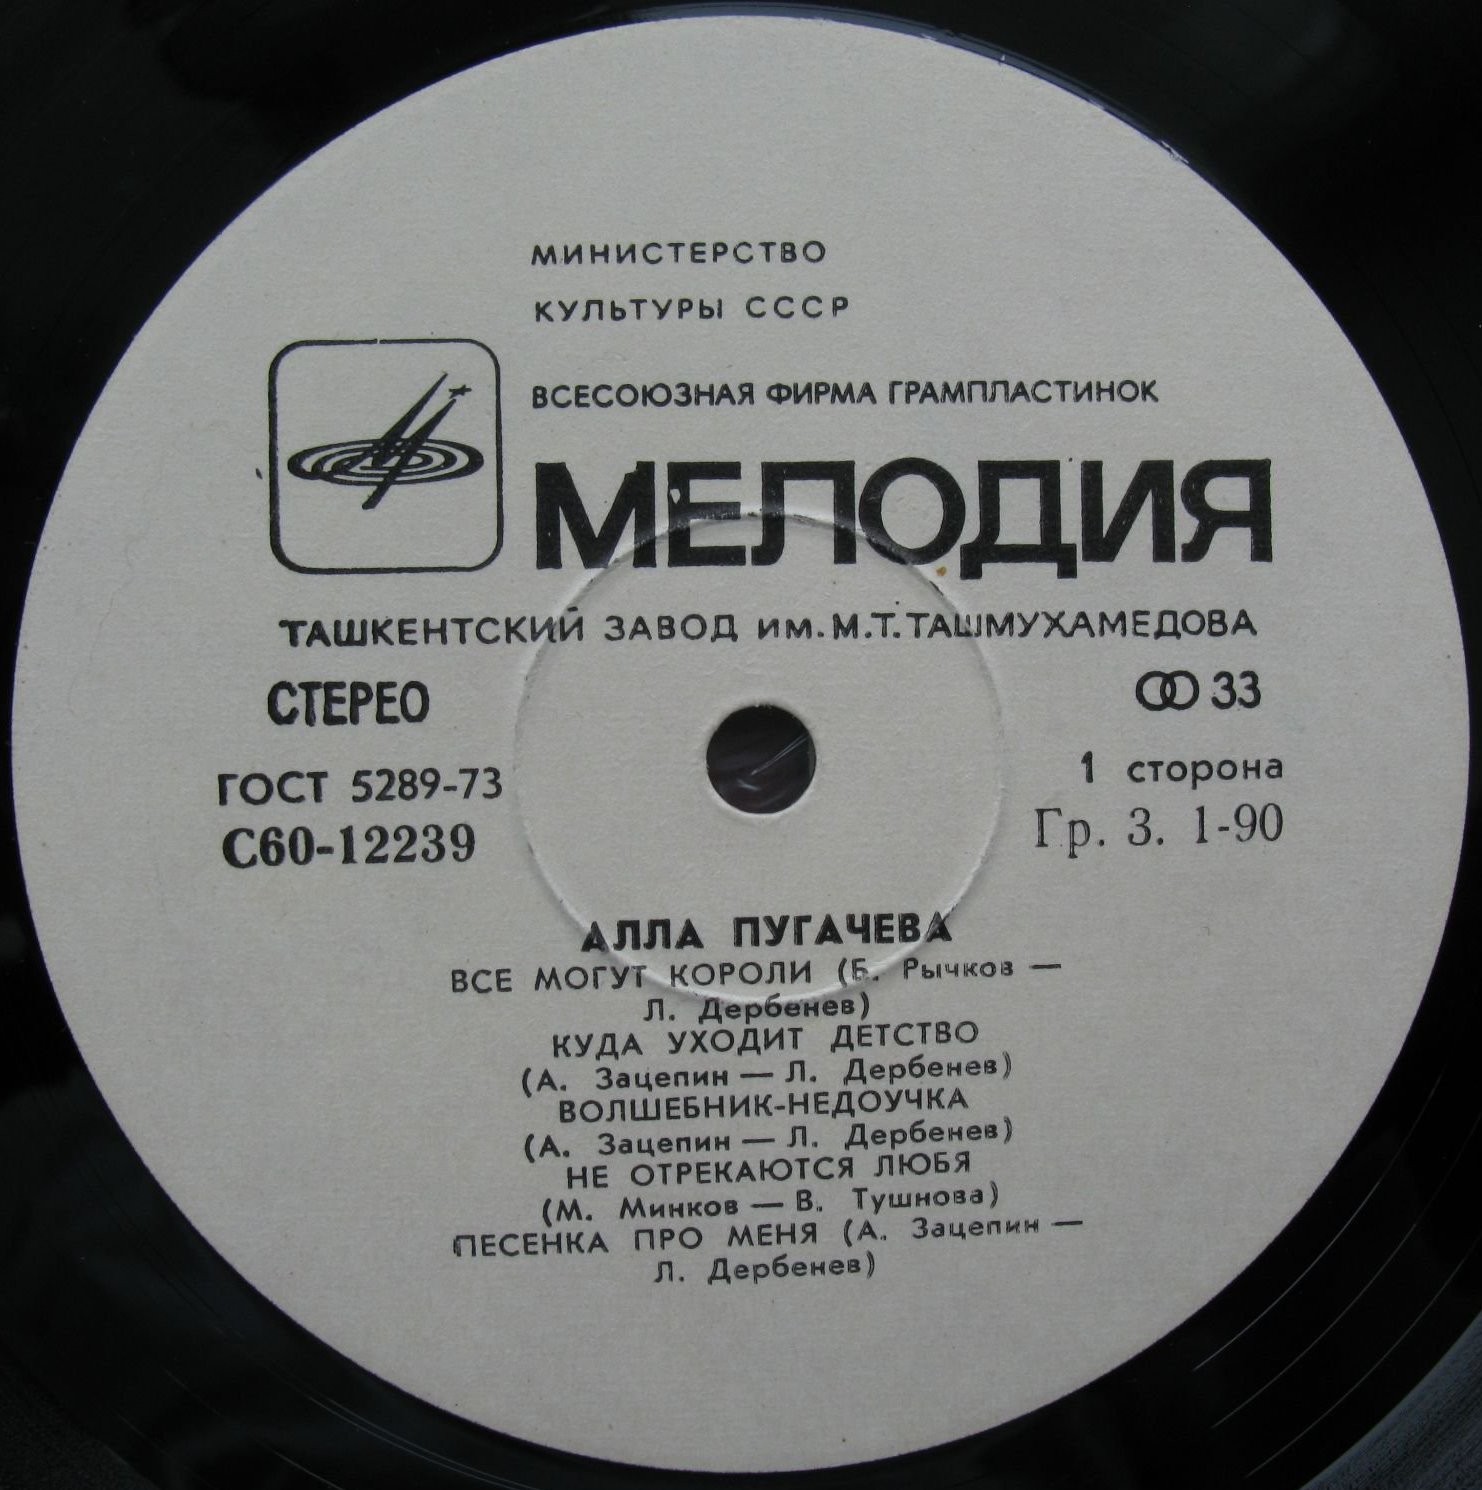 МИНИСТЕРСТВО
КУЛЬТУРЫ СССР
ВСЕСОЮЗНАЯ ФИРМА ГРАМПЛАСТИНОК
МЕЛОДИЯ
ТАШКЕНТСКИЙ ЗАВОД им. М.Т. ТАШМУХАМЕДОВА
СТЕРЕО 33
ГОСТ 5289-73 1 сторона
С60-12239 Гр. 3. 1-90
АЛЛА ПУГАЧЕВА
ВСЕ МОГУТ КОРОЛИ (Б. Рычков —
Л. Дербенев)
КУДА УХОДИТ ДЕТСТВО
(А. Зацепин — Л. Дербенев)
ВОЛШЕБНИК-НЕДОУЧКА
(А. Зацепин — Л. Дербенев)
НЕ ОТРЕКАЮТСЯ ЛЮБЯ
(М. Минков — В. Тушнова)
ПЕСЕНКА ПРО МЕНЯ (А. Зацепин —
Л. Дербенев)